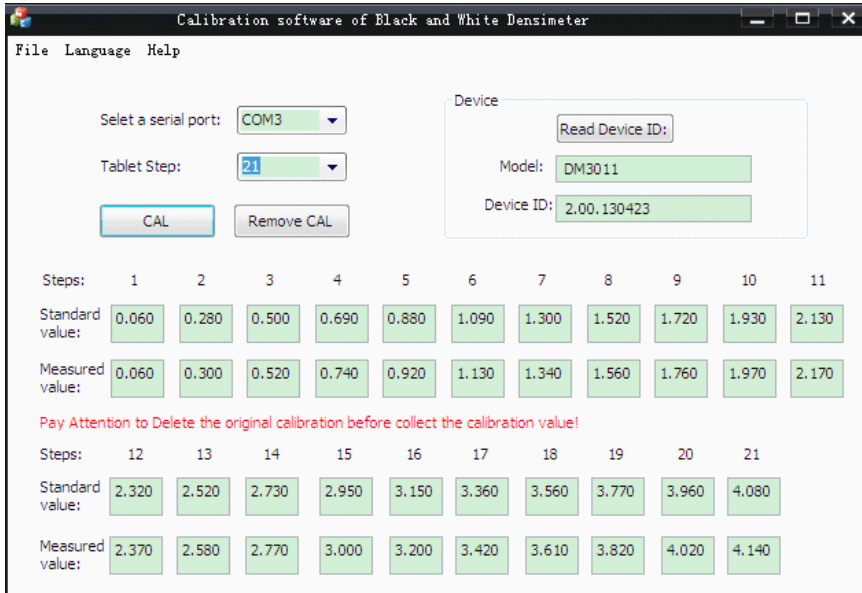 Calibration software of Black and White Densimeter
File Language Help
Selet a serial port: COM3
Tablet Step: 21
CAL Remove CAL
Device
Read Device ID:
Model: DM3011
Device ID: 2.00.130423
Steps: 1 2 3 4 5 6 7 8 9 10 11
Standard value: 0.060 0.280 0.500 0.690 0.880 1.090 1.300 1.520 1.720 1.930 2.130
Measured value: 0.060 0.300 0.520 0.740 0.920 1.130 1.340 1.560 1.760 1.970 2.170
Pay Attention to Delete the original calibration before collect the calibration value!
Steps: 12 13 14 15 16 17 18 19 20 21
Standard value: 2.320 2.520 2.730 2.950 3.150 3.360 3.560 3.770 3.960 4.080
Measured value: 2.370 2.580 2.770 3.000 3.200 3.420 3.610 3.820 4.020 4.140